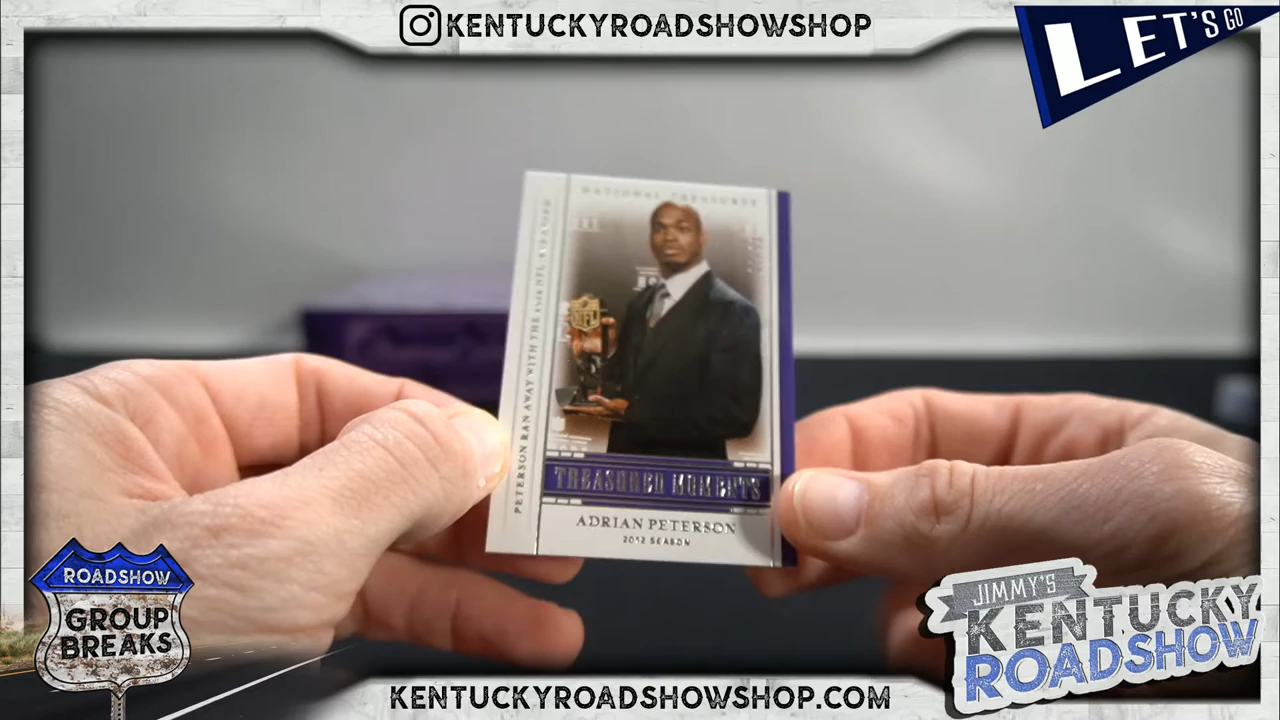 KENTUCKYROADSHOWSHOP
LET'S GO
NATIONAL TREASURES
PETERSON RAN AWAY WITH THE 2012 NFL AWARDS
NFL
TREASURED MOMENTS
ADRIAN PETERSON
2012 SEASON
ROADSHOW
GROUP
BREAKS
JIMMY'S
KENTUCKY
ROADSHOW
KENTUCKYROADSHOWSHOP.COM